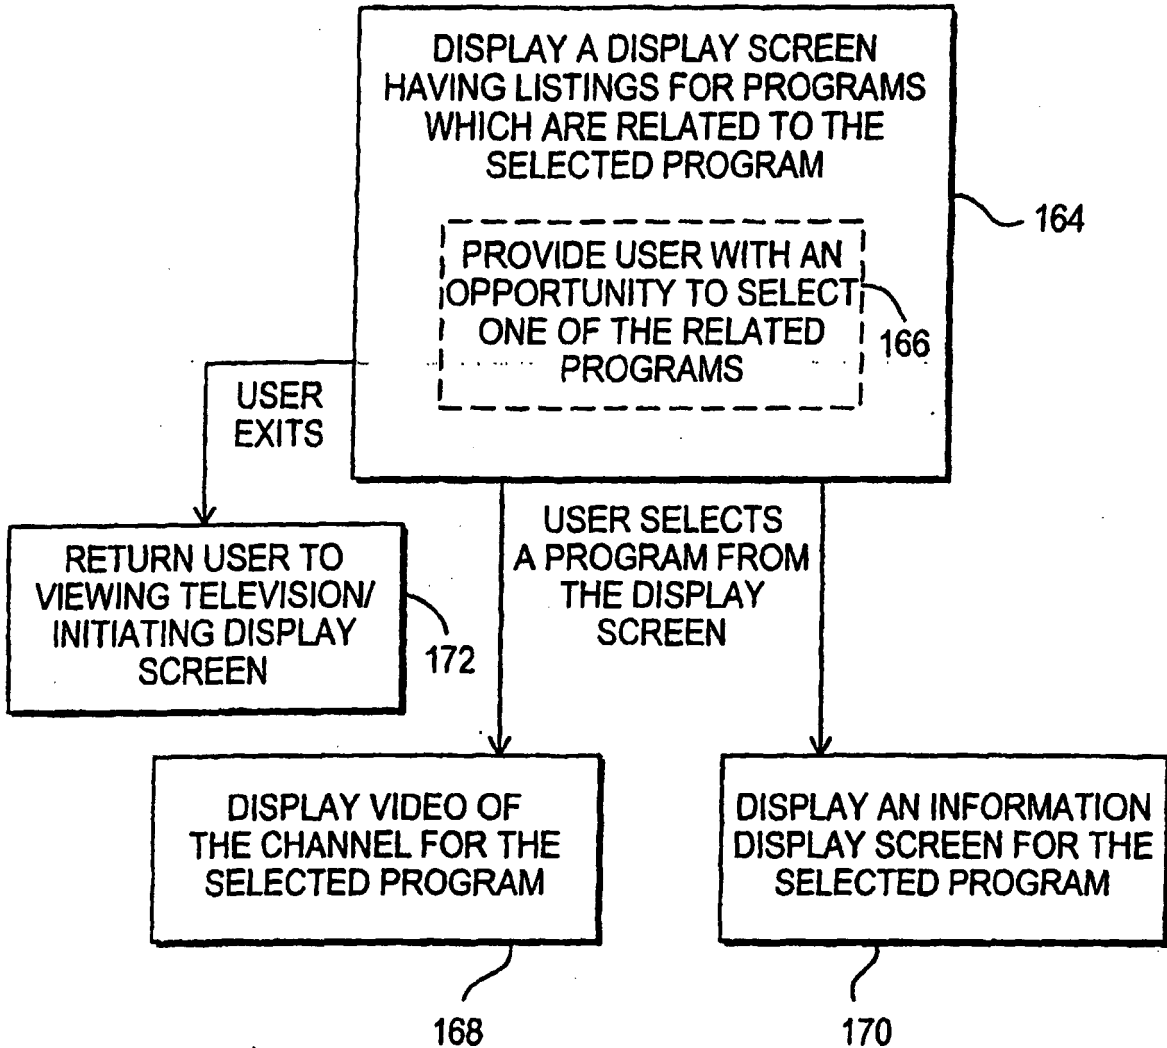 DISPLAY A DISPLAY SCREEN
HAVING LISTINGS FOR PROGRAMS
WHICH ARE RELATED TO THE
SELECTED PROGRAM
164
PROVIDE USER WITH AN
OPPORTUNITY TO SELECT
ONE OF THE RELATED
PROGRAMS
166
USER
EXITS
RETURN USER TO
VIEWING TELEVISION/
INITIATING DISPLAY
SCREEN
172
USER SELECTS
A PROGRAM FROM
THE DISPLAY
SCREEN
DISPLAY VIDEO OF
THE CHANNEL FOR THE
SELECTED PROGRAM
168
DISPLAY AN INFORMATION
DISPLAY SCREEN FOR THE
SELECTED PROGRAM
170